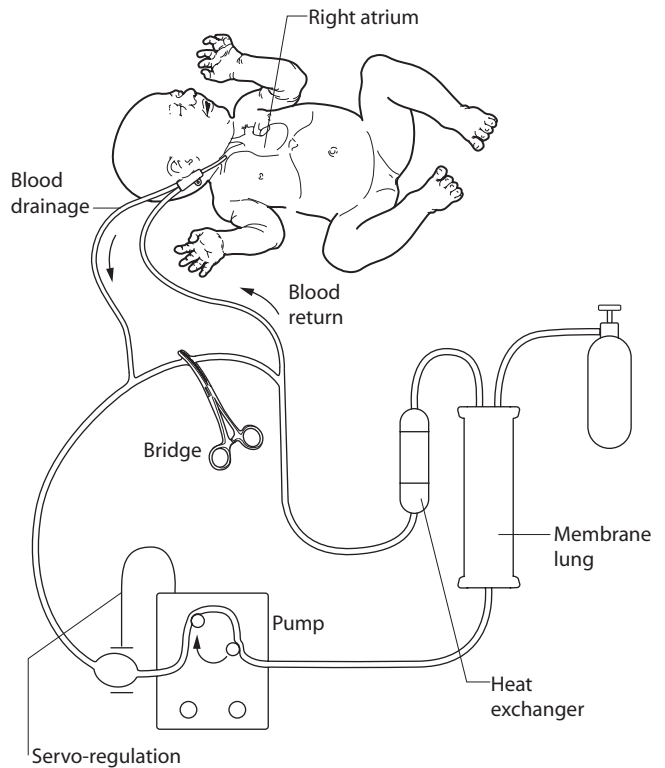 Right atrium
Blood
drainage
Blood
return
Bridge
Membrane
lung
Pump
Heat
exchanger
Servo-regulation